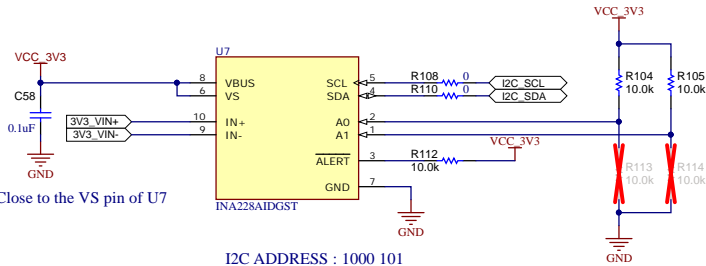 VCC_3V3
U7
VCC_3V3
8 VBUS SCL 5 R108 0 I2C_SCL
6 VS SDA 4 R110 0 I2C_SDA
R104 10.0k
R105 10.0k
C58
0.1uF
3V3_VIN+ 10 IN+ A0 2
3V3_VIN- 9 IN- A1 1
VCC_3V3
ALERT 3 R112
10.0k
R113 10.0k
R114 10.0k
GND
GND 7
Close to the VS pin of U7
INA228AIDGST
GND
GND
I2C ADDRESS : 1000 101